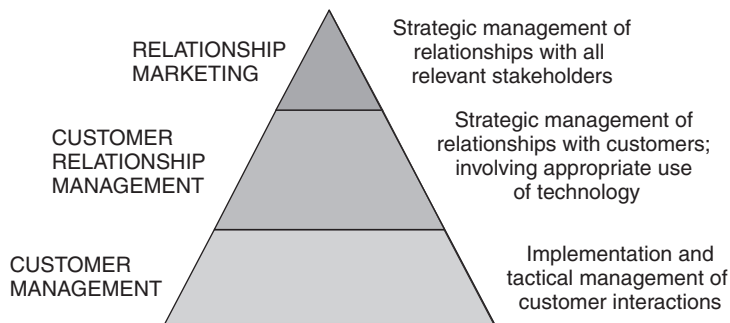 RELATIONSHIP
MARKETING
Strategic management of
relationships with all
relevant stakeholders
CUSTOMER
RELATIONSHIP
MANAGEMENT
Strategic management of
relationships with customers;
involving appropriate use
of technology
CUSTOMER
MANAGEMENT
Implementation and
tactical management of
customer interactions